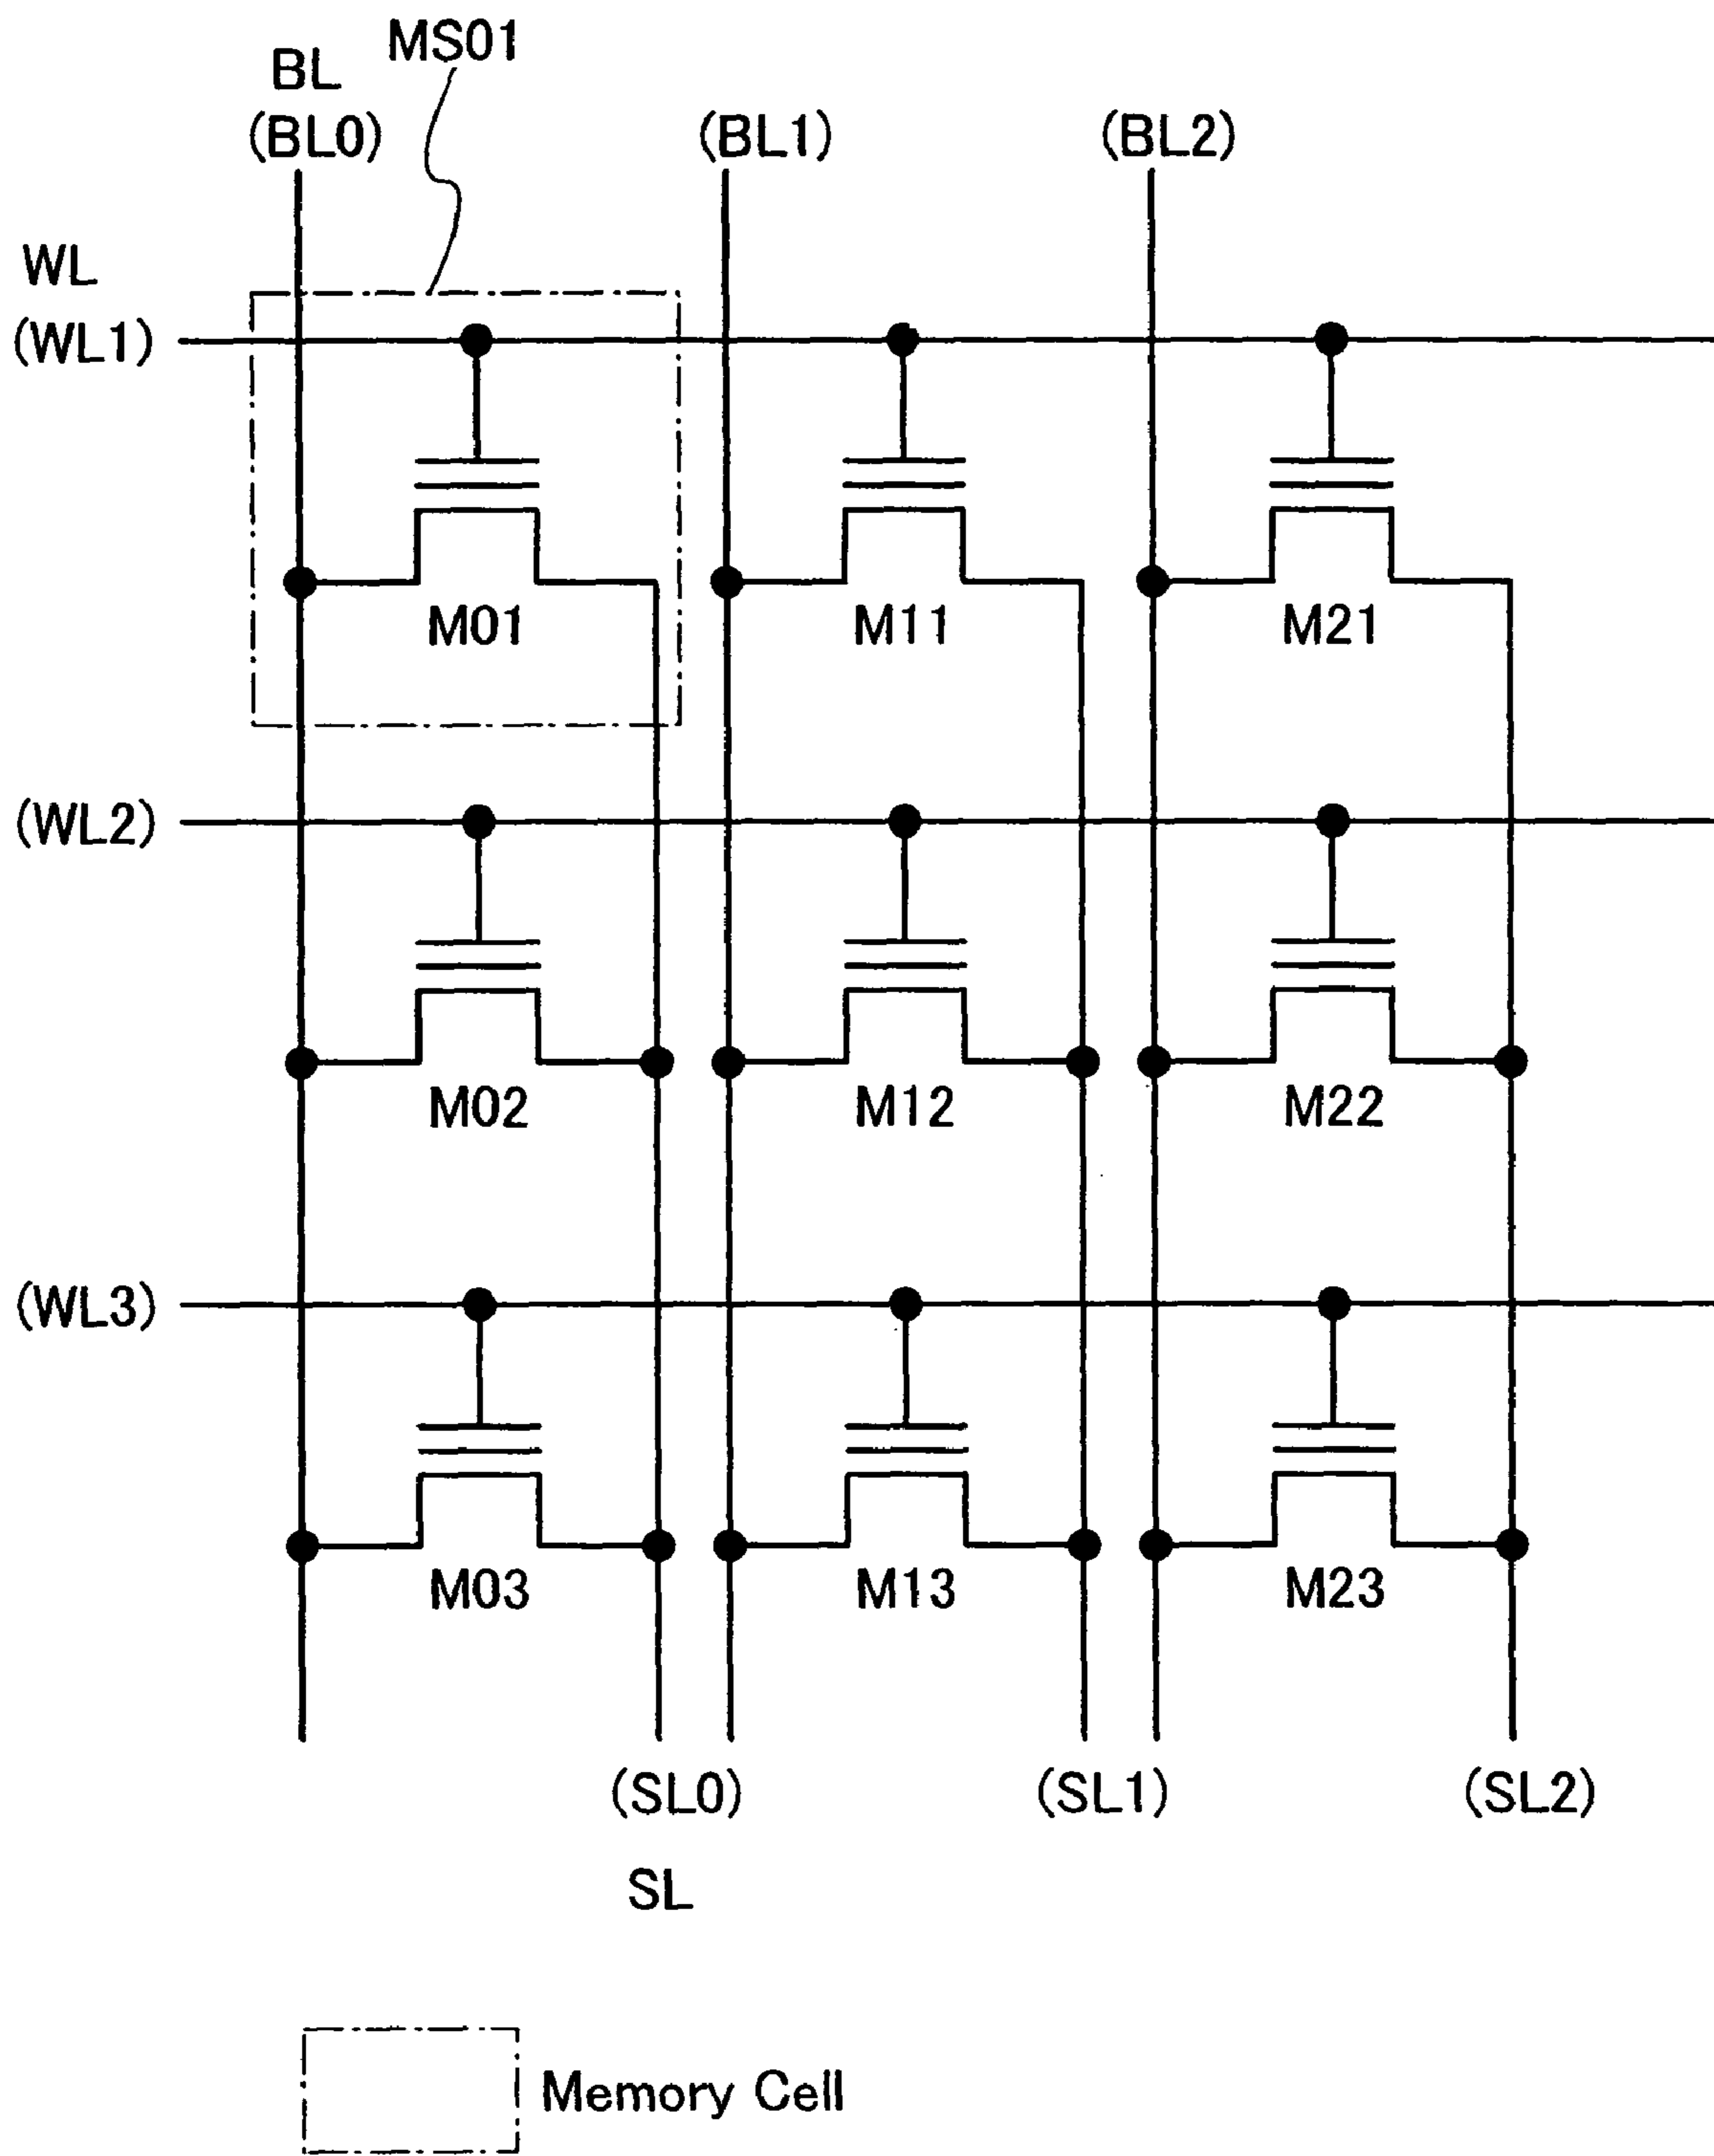 MS01
BL
(BL0) (BL1) (BL2)
WL
(WL1)
M01 M11 M21
(WL2)
M02 M12 M22
(WL3)
M03 M13 M23
(SL0) (SL1) (SL2)
SL
Memory Cell